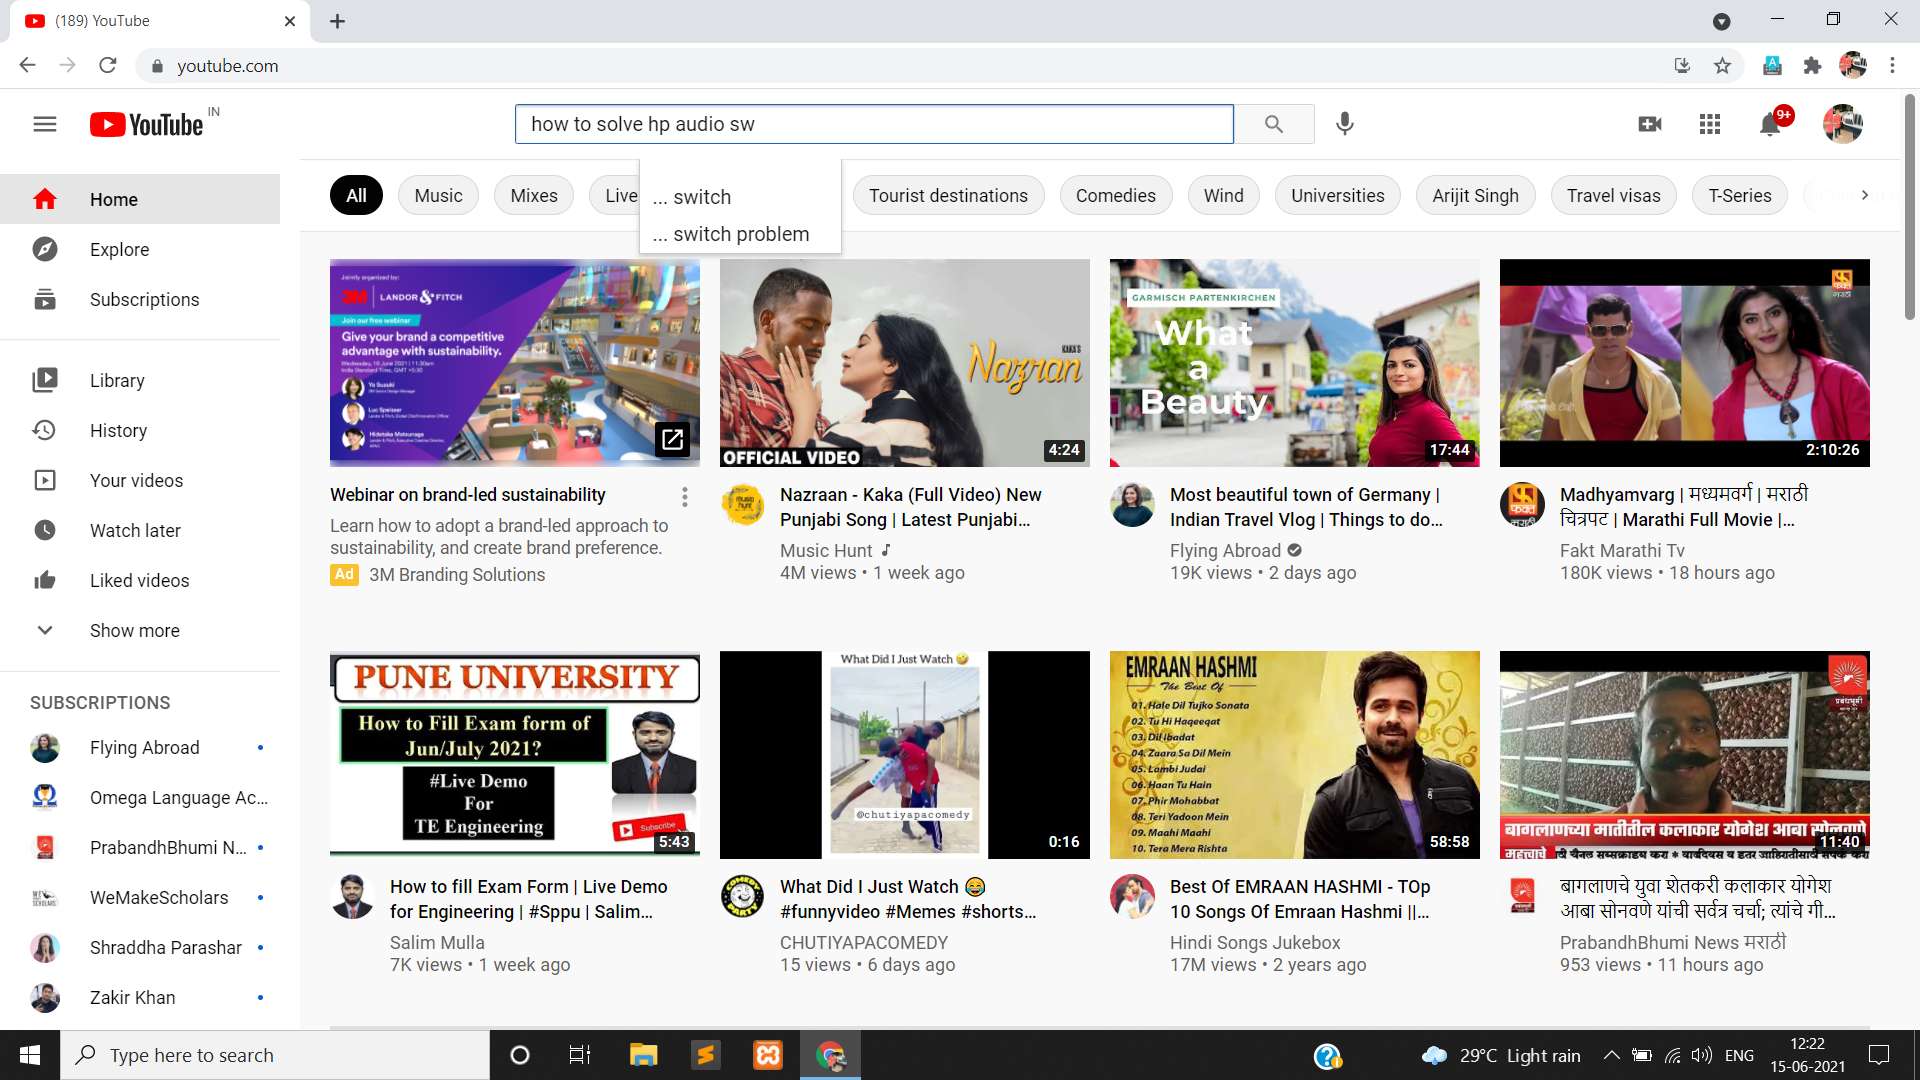 (189) YouTube
youtube.com
YouTube IN
how to solve hp audio sw
9+
... switch
... switch problem
All
Music
Mixes
Live
Tourist destinations
Comedies
Wind
Universities
Arijit Singh
Travel visas
T-Series
Home
Explore
Subscriptions
Library
History
Your videos
Watch later
Liked videos
Show more
SUBSCRIPTIONS
Flying Abroad
Omega Language Ac...
PrabandhBhumi N...
WeMakeScholars
Shraddha Parashar
Zakir Khan
Jointly organized by:
3M LANDOR & FITCH
Join our free webinar
Give your brand a competitive
advantage with sustainability.
Webinar on brand-led sustainability
Learn how to adopt a brand-led approach to
sustainability, and create brand preference.
Ad 3M Branding Solutions
KAKA'S
Nazran
OFFICIAL VIDEO
4:24
Nazraan - Kaka (Full Video) New
Punjabi Song | Latest Punjabi...
Music Hunt
4M views • 1 week ago
GARMISCH PARTENKIRCHEN
What
a
Beauty
17:44
Most beautiful town of Germany |
Indian Travel Vlog | Things to do...
Flying Abroad
19K views • 2 days ago
2:10:26
Madhyamvarg | मध्यमवर्ग | मराठी
चित्रपट | Marathi Full Movie |...
Fakt Marathi Tv
180K views • 18 hours ago
PUNE UNIVERSITY
How to Fill Exam form of
Jun/July 2021?
#Live Demo
For
TE Engineering
Subscribe
5:43
How to fill Exam Form | Live Demo
for Engineering | #Sppu | Salim...
Salim Mulla
7K views • 1 week ago
What Did I Just Watch 🤣
@chutiyapacomedy
0:16
What Did I Just Watch 😂
#funnyvideo #Memes #shorts...
CHUTIYAPACOMEDY
15 views • 6 days ago
EMRAAN HASHMI
The Best Of
01. Hale Dil Tujko Sonata
02. Tu Hi Haqeeqat
03. Dil Ibadat
04. Zaara Sa Dil Mein
05. Lambi Judai
06. Haan Tu Hain
07. Phir Mohabbat
08. Teri Yadoon Mein
09. Maahi Maahi
10. Tera Mera Rishta
58:58
Best Of EMRAAN HASHMI - TOp
10 Songs Of Emraan Hashmi ||...
Hindi Songs Jukebox
17M views • 2 years ago
बागलाणच्या मातीतील कलाकार योगेश आबा सोनवणे
महत्वाचे
11:40
बागलाणचे युवा शेतकरी कलाकार योगेश
आबा सोनवणे यांची सर्वत्र चर्चा; त्यांचे गी...
PrabandhBhumi News मराठी
953 views • 11 hours ago
Type here to search
29°C Light rain
ENG
12:22
15-06-2021